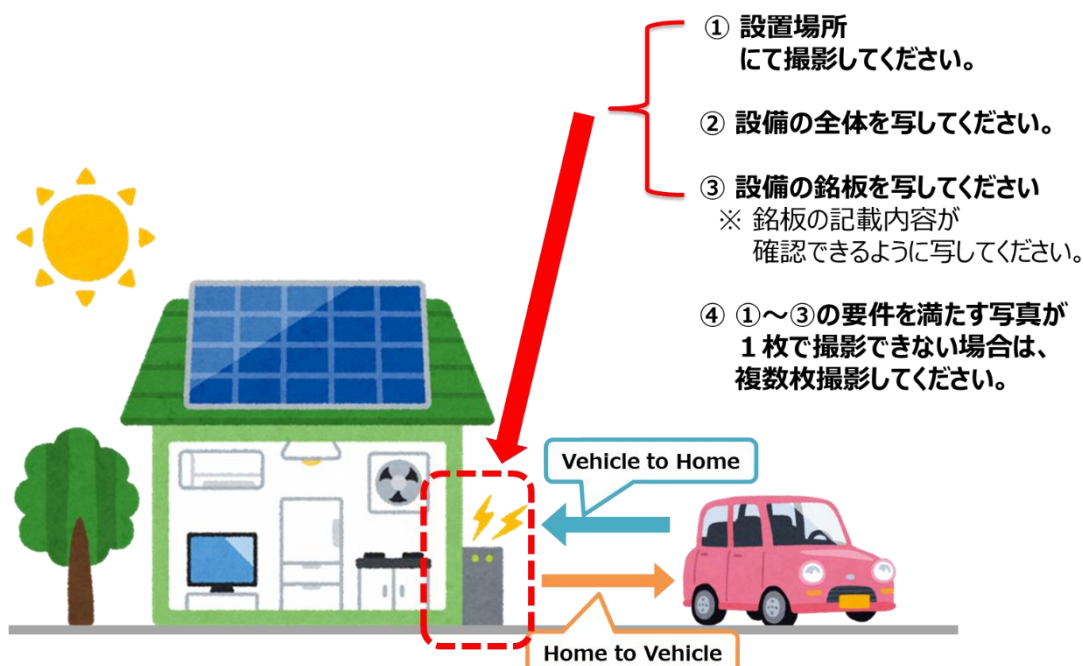 ① 設置場所
にて撮影してください。
② 設備の全体を写してください。
③ 設備の銘板を写してください
※ 銘板の記載内容が
確認できるように写してください。
④ ①～③の要件を満たす写真が
１枚で撮影できない場合は、
複数枚撮影してください。
Vehicle to Home
Home to Vehicle